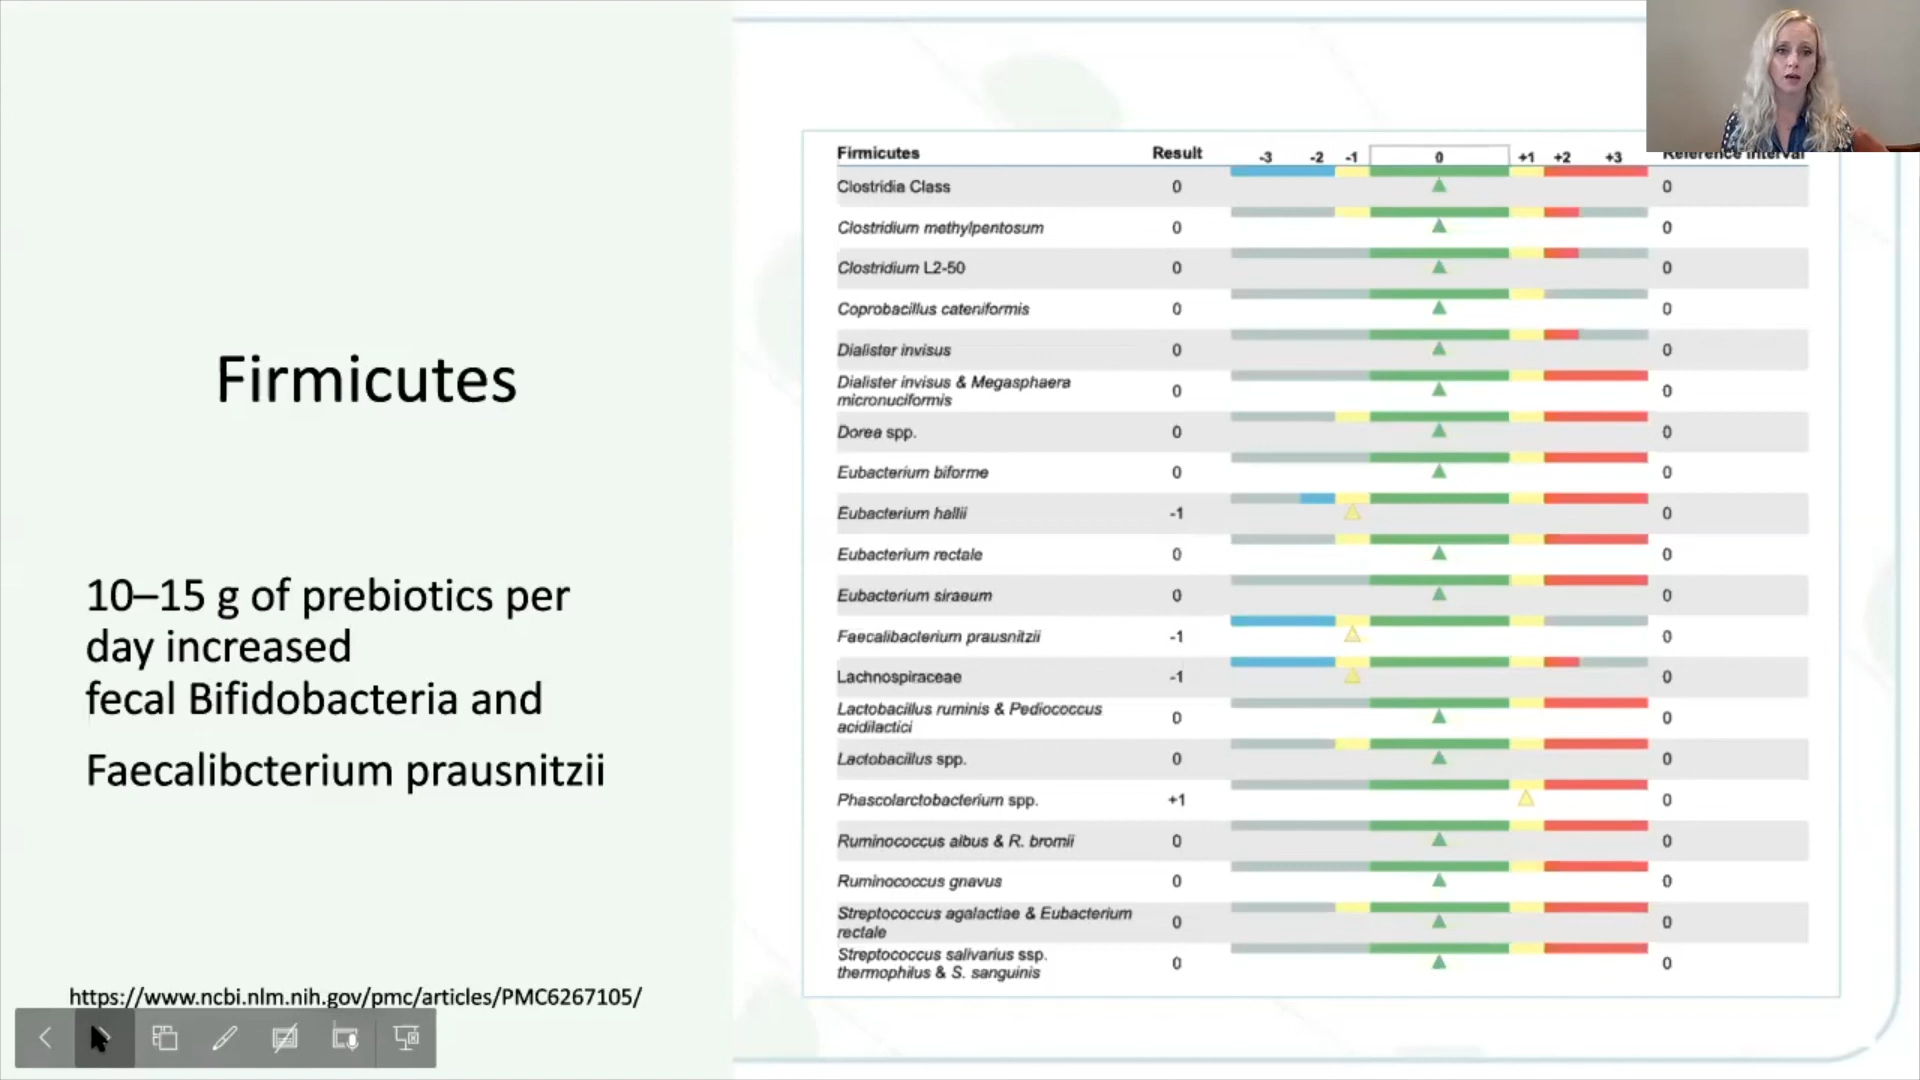 Firmicutes
10–15 g of prebiotics per
day increased
fecal Bifidobacteria and
Faecalibcterium prausnitzii
https://www.ncbi.nlm.nih.gov/pmc/articles/PMC6267105/
Firmicutes Result -3 -2 -1 0 +1 +2 +3 Reference Interval
Clostridia Class 0 0
Clostridium methylpentosum 0 0
Clostridium L2-50 0 0
Coprobacillus cateniformis 0 0
Dialister invisus 0 0
Dialister invisus & Megasphaera
micronuciformis 0 0
Dorea spp. 0 0
Eubacterium biforme 0 0
Eubacterium hallii -1 0
Eubacterium rectale 0 0
Eubacterium siraeum 0 0
Faecalibacterium prausnitzii -1 0
Lachnospiraceae -1 0
Lactobacillus ruminis & Pediococcus
acidilactici 0 0
Lactobacillus spp. 0 0
Phascolarctobacterium spp. +1 0
Ruminococcus albus & R. bromii 0 0
Ruminococcus gnavus 0 0
Streptococcus agalactiae & Eubacterium
rectale 0 0
Streptococcus salivarius ssp.
thermophilus & S. sanguinis 0 0